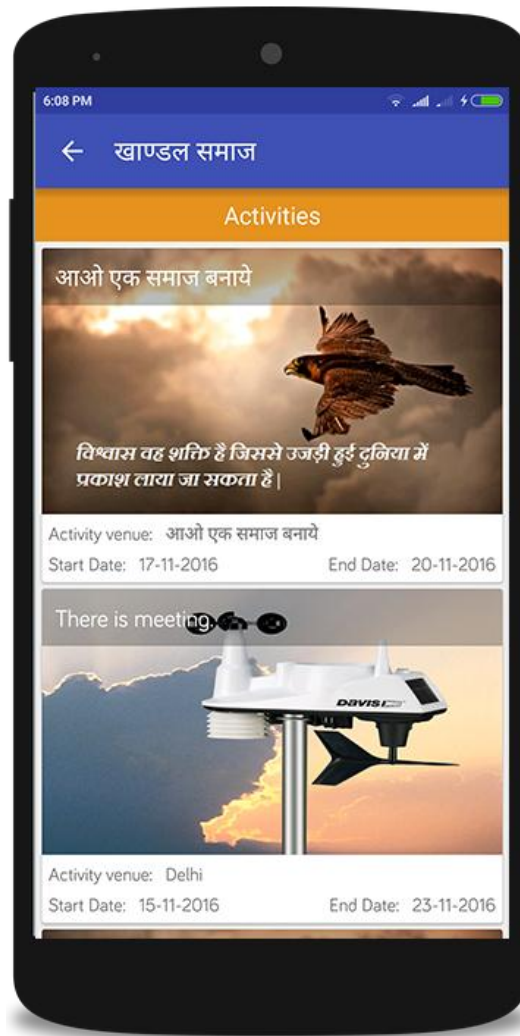 6:08 PM
खाण्डल समाज
Activities
आओ एक समाज बनाये
विश्वास वह शक्ति है जिससे उजड़ी हुई दुनिया में
प्रकाश लाया जा सकता है|
Activity venue: आओ एक समाज बनाये
Start Date: 17-11-2016 End Date: 20-11-2016
There is meeting.
DAVIS
Activity venue: Delhi
Start Date: 15-11-2016 End Date: 23-11-2016